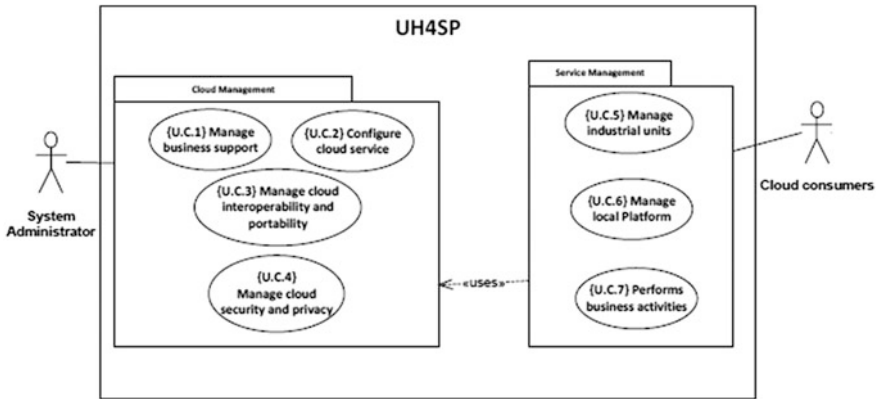 UH4SP
Cloud Management
{U.C.1} Manage
business support
{U.C.2} Configure
cloud service
{U.C.3} Manage cloud
interoperability and
portability
{U.C.4}
Manage cloud
security and privacy
System
Administrator
«uses»
Service Management
{U.C.5} Manage
industrial units
{U.C.6} Manage
local Platform
{U.C.7} Performs
business activities
Cloud consumers